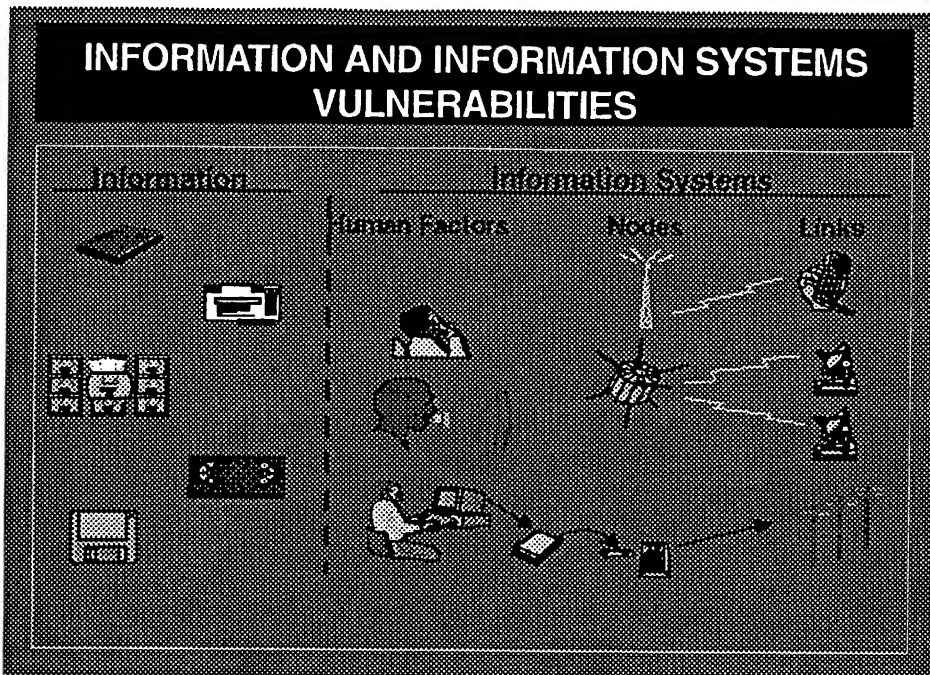 INFORMATION AND INFORMATION SYSTEMS
VULNERABILITIES
Information
Information Systems
Human Factors
Nodes
Links